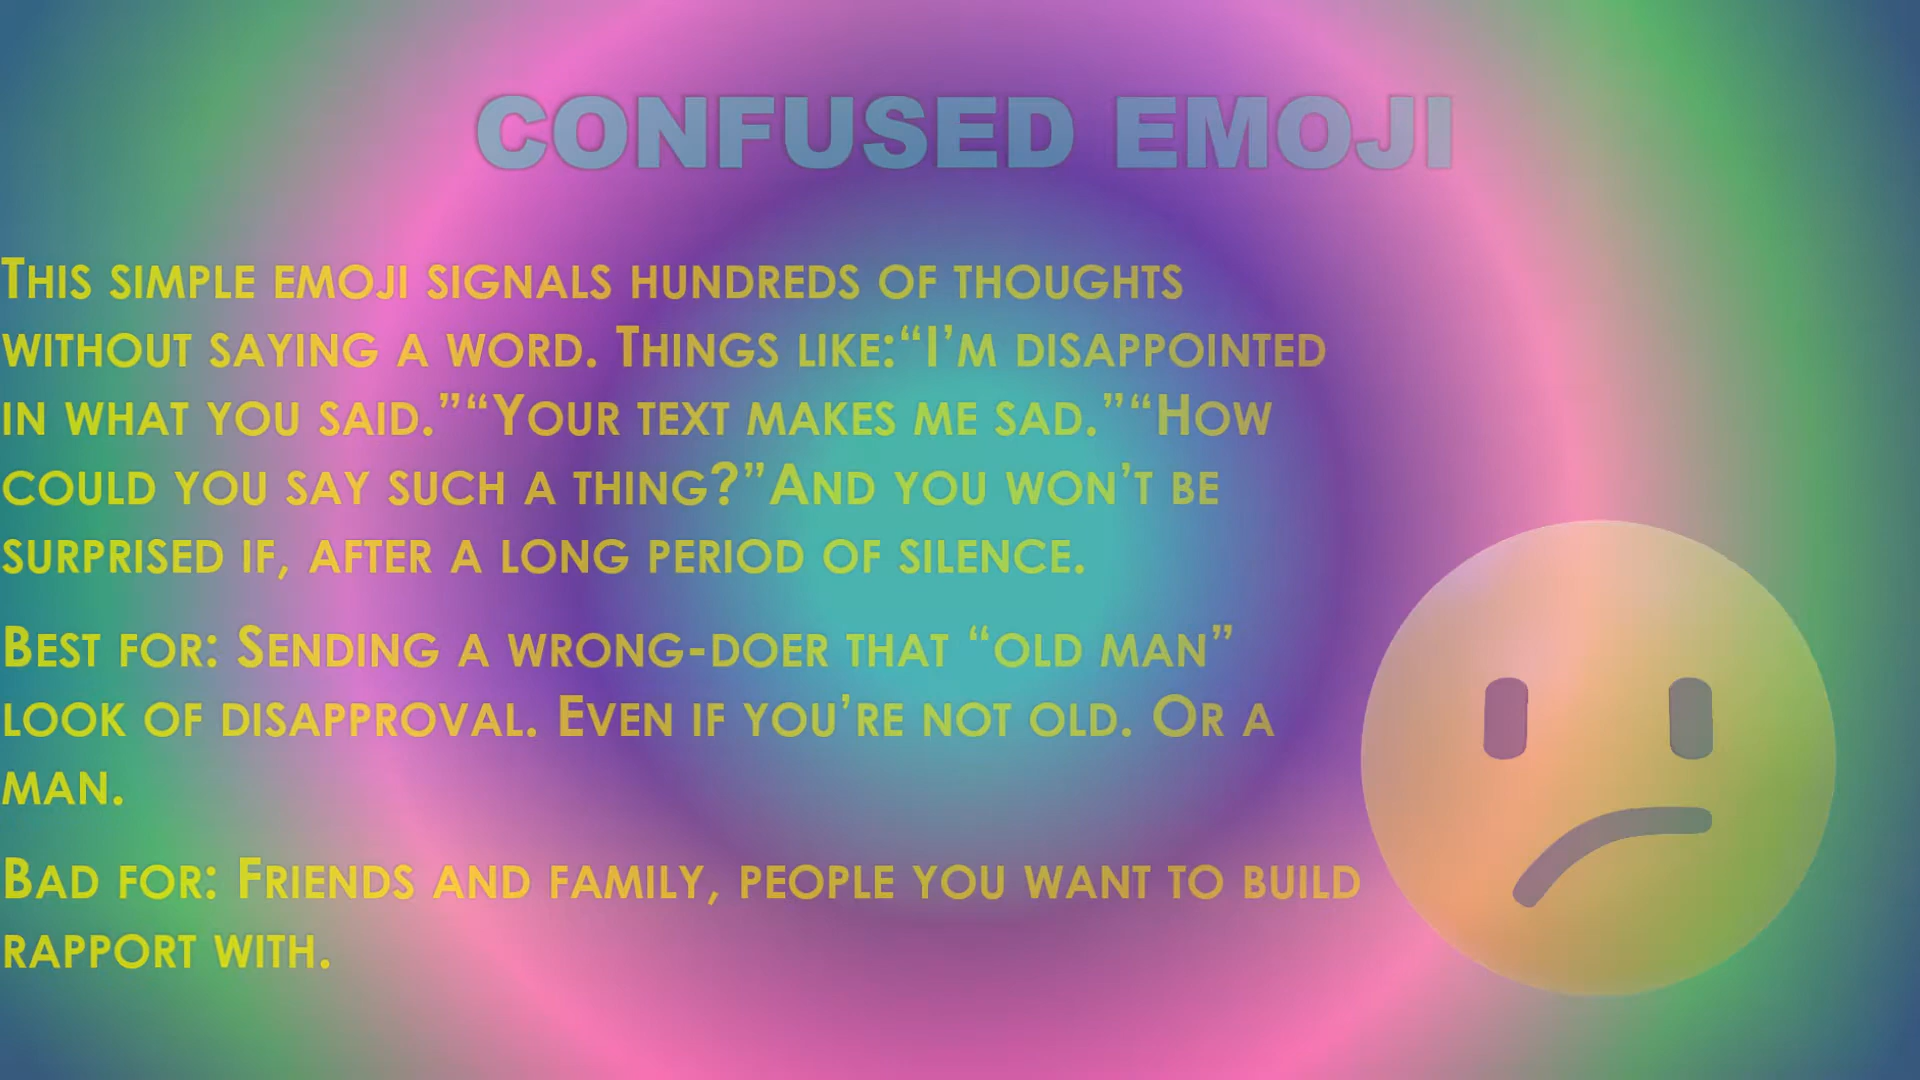 CONFUSED EMOJI
THIS SIMPLE EMOJI SIGNALS HUNDREDS OF THOUGHTS
WITHOUT SAYING A WORD. THINGS LIKE:“I’M DISAPPOINTED
IN WHAT YOU SAID.”“YOUR TEXT MAKES ME SAD.”“HOW
COULD YOU SAY SUCH A THING?”AND YOU WON’T BE
SURPRISED IF, AFTER A LONG PERIOD OF SILENCE.
BEST FOR: SENDING A WRONG-DOER THAT “OLD MAN”
LOOK OF DISAPPROVAL. EVEN IF YOU’RE NOT OLD. OR A
MAN.
BAD FOR: FRIENDS AND FAMILY, PEOPLE YOU WANT TO BUILD
RAPPORT WITH.